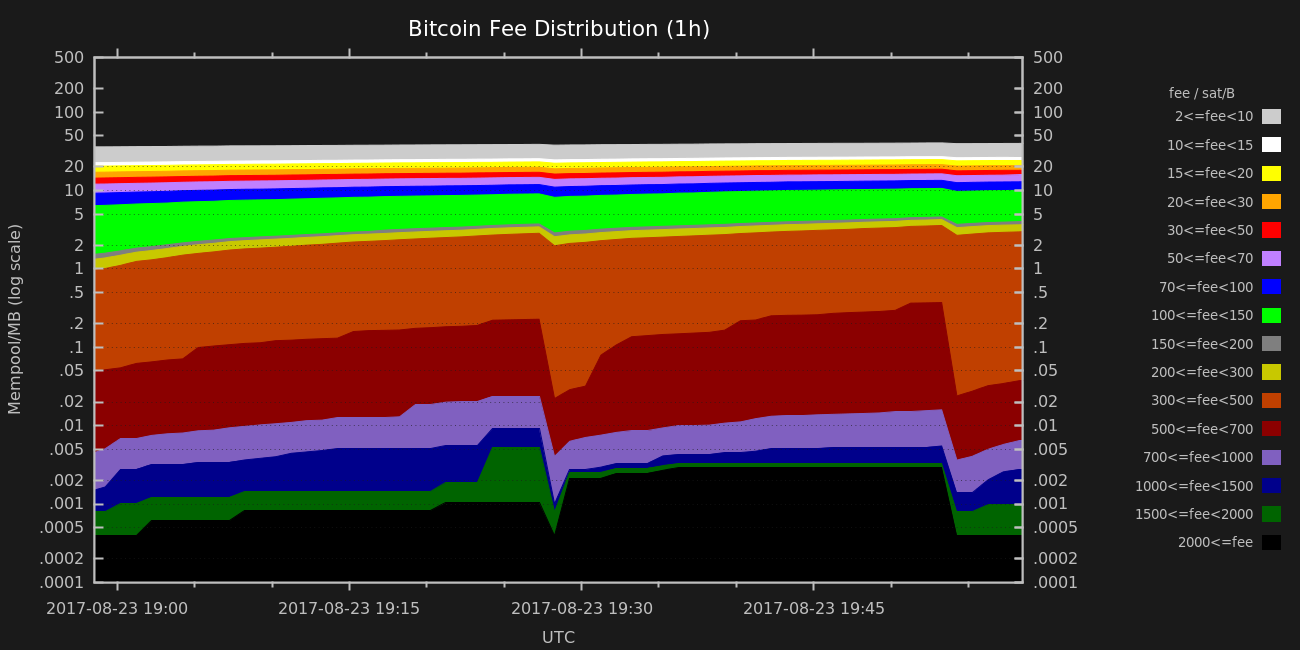 Bitcoin Fee Distribution (1h)
500
200
100
50
20
10
5
2
1
.5
.2
.1
.05
.02
.01
.005
.002
.001
.0005
.0002
.0001
Mempool/MB (log scale)
500
200
100
50
20
10
5
2
1
.5
.2
.1
.05
.02
.01
.005
.002
.001
.0005
.0002
.0001
2017-08-23 19:00 2017-08-23 19:15 2017-08-23 19:30 2017-08-23 19:45
UTC
fee / sat/B
2<=fee<10
10<=fee<15
15<=fee<20
20<=fee<30
30<=fee<50
50<=fee<70
70<=fee<100
100<=fee<150
150<=fee<200
200<=fee<300
300<=fee<500
500<=fee<700
700<=fee<1000
1000<=fee<1500
1500<=fee<2000
2000<=fee